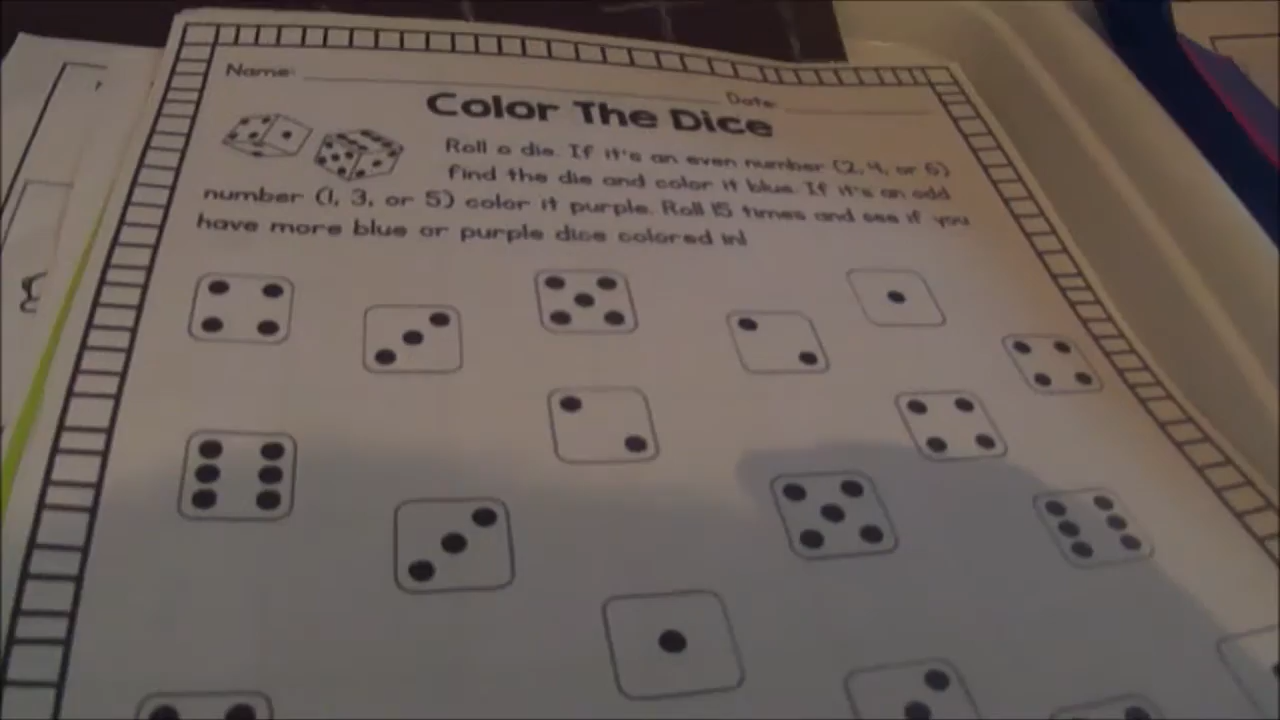 Name:
Date:
Color The Dice
Roll a die. If it's an even number (2, 4, or 6)
find the die and color it blue. If it's an odd
number (1, 3, or 5) color it purple. Roll 15 times and see if you
have more blue or purple dice colored in!